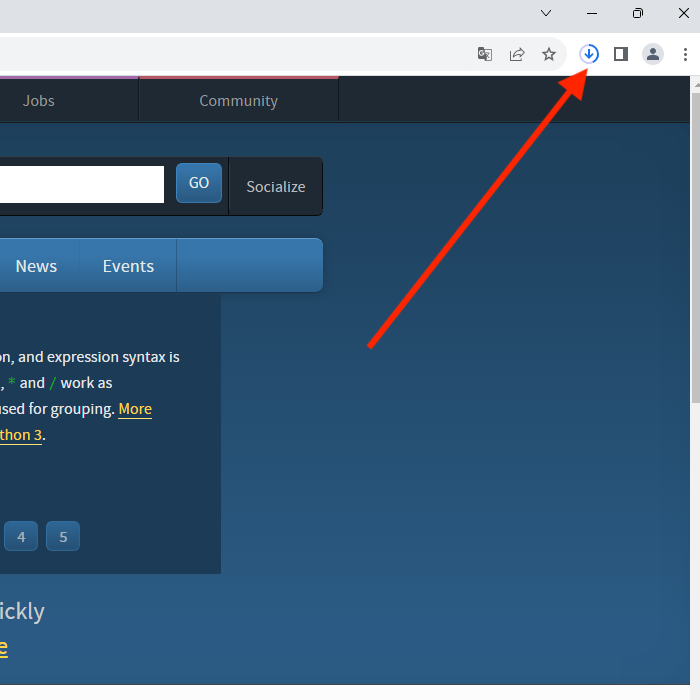 Jobs
Community
GO
Socialize
News
Events
on, and expression syntax is
, * and / work as
used for grouping. More
thon 3.
4
5
ickly
e